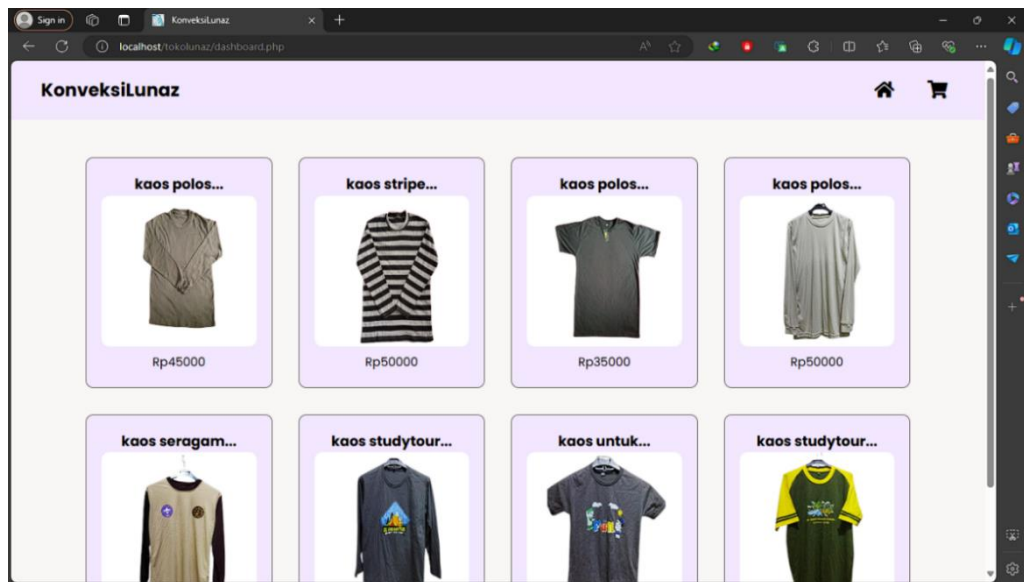 Sign in
KonveksiLunaz
localhost/tokolunaz/dashboard.php
KonveksiLunaz
kaos polos... kaos stripe... kaos polos... kaos polos...
Rp45000 Rp50000 Rp35000 Rp50000
kaos seragam... kaos studytour... kaos untuk... kaos studytour...